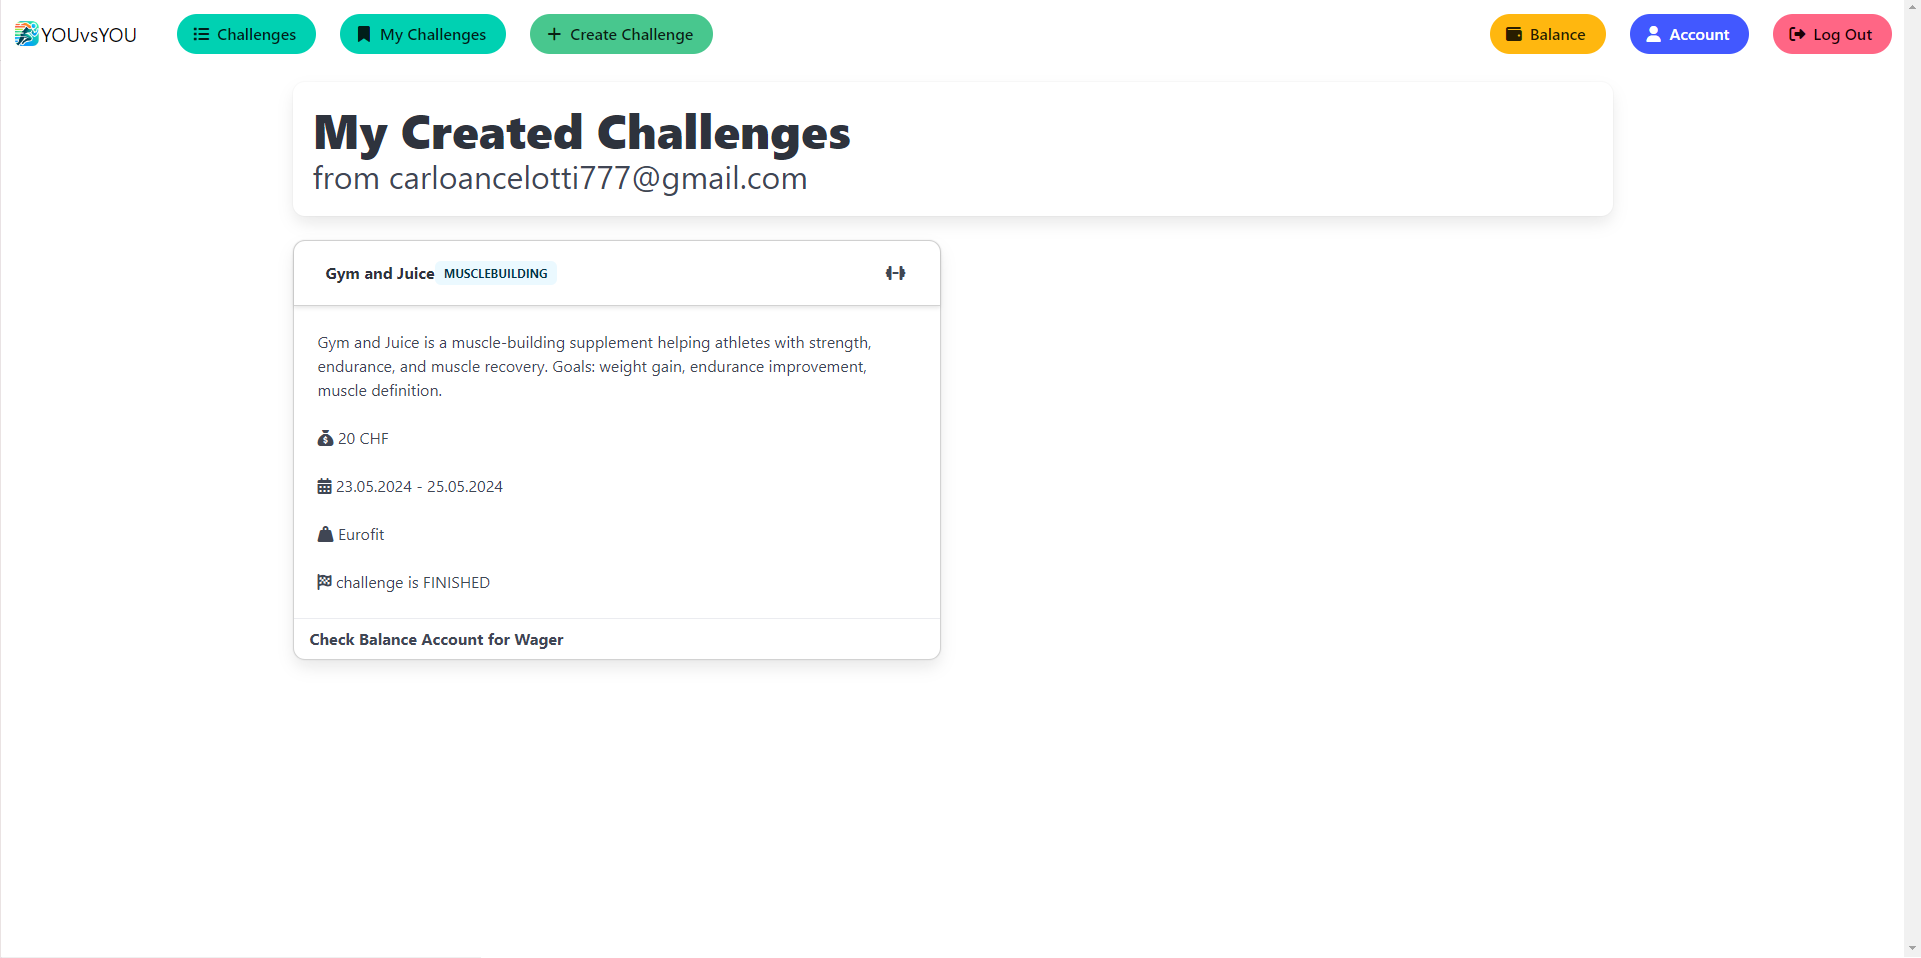 YOUvsYOU
Challenges
My Challenges
Create Challenge
Balance
Account
Log Out
My Created Challenges
from carloancelotti777@gmail.com
Gym and Juice MUSCLEBUILDING
Gym and Juice is a muscle-building supplement helping athletes with strength,
endurance, and muscle recovery. Goals: weight gain, endurance improvement,
muscle definition.
20 CHF
23.05.2024 - 25.05.2024
Eurofit
challenge is FINISHED
Check Balance Account for Wager